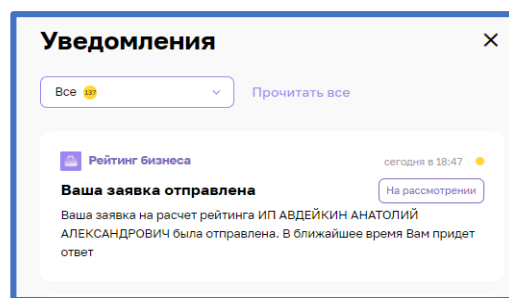 Уведомления
Все 137
Прочитать все
Рейтинг бизнеса
сегодня в 18:47
Ваша заявка отправлена
На рассмотрении
Ваша заявка на расчет рейтинга ИП АВДЕЙКИН АНАТОЛИЙ
АЛЕКСАНДРОВИЧ была отправлена. В ближайшее время Вам придет
ответ